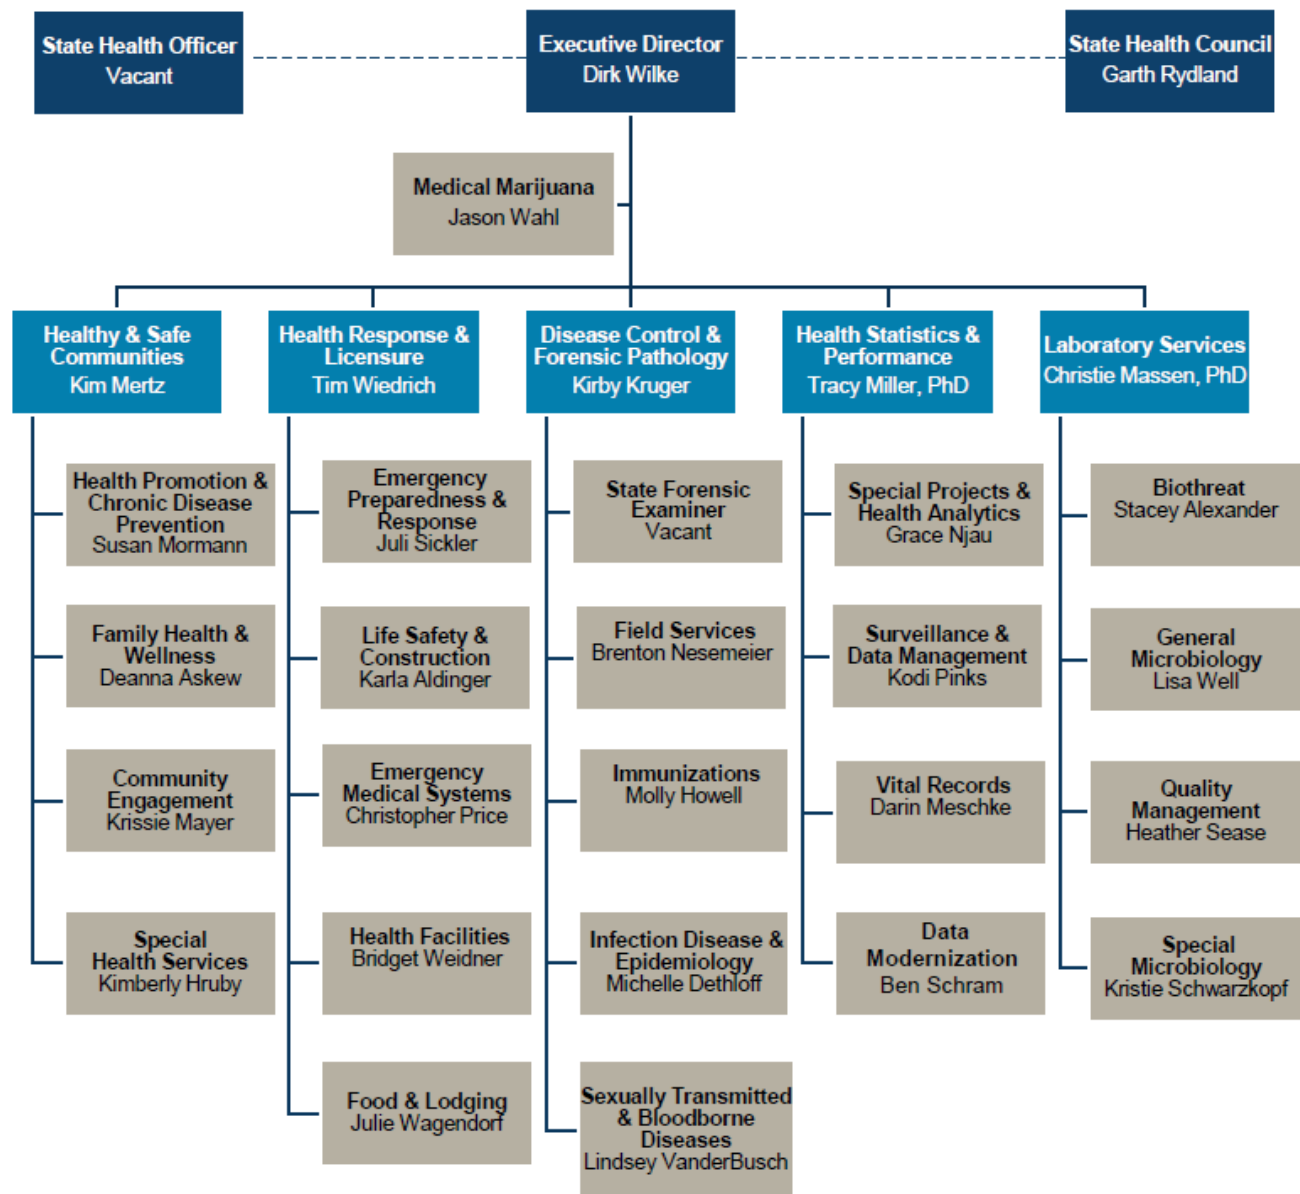 State Health Officer
Vacant
Executive Director
Dirk Wilke
State Health Council
Garth Rydland
Medical Marijuana
Jason Wahl
Healthy & Safe
Communities
Kim Mertz
Health Response &
Licensure
Tim Wiedrich
Disease Control &
Forensic Pathology
Kirby Kruger
Health Statistics &
Performance
Tracy Miller, PhD
Laboratory Services
Christie Massen, PhD
Health Promotion &
Chronic Disease
Prevention
Susan Mormann
Emergency
Preparedness &
Response
Juli Sickler
State Forensic
Examiner
Vacant
Special Projects &
Health Analytics
Grace Njau
Biothreat
Stacey Alexander
Family Health &
Wellness
Deanna Askew
Life Safety &
Construction
Karla Aldinger
Field Services
Brenton Nesemeier
Surveillance &
Data Management
Kodi Pinks
General
Microbiology
Lisa Well
Community
Engagement
Krissie Mayer
Emergency
Medical Systems
Christopher Price
Immunizations
Molly Howell
Vital Records
Darin Meschke
Quality
Management
Heather Sease
Special
Health Services
Kimberly Hruby
Health Facilities
Bridget Weidner
Infection Disease &
Epidemiology
Michelle Dethloff
Data
Modernization
Ben Schram
Special
Microbiology
Kristie Schwarzkopf
Food & Lodging
Julie Wagendorf
Sexually Transmitted
& Bloodborne
Diseases
Lindsey VanderBusch